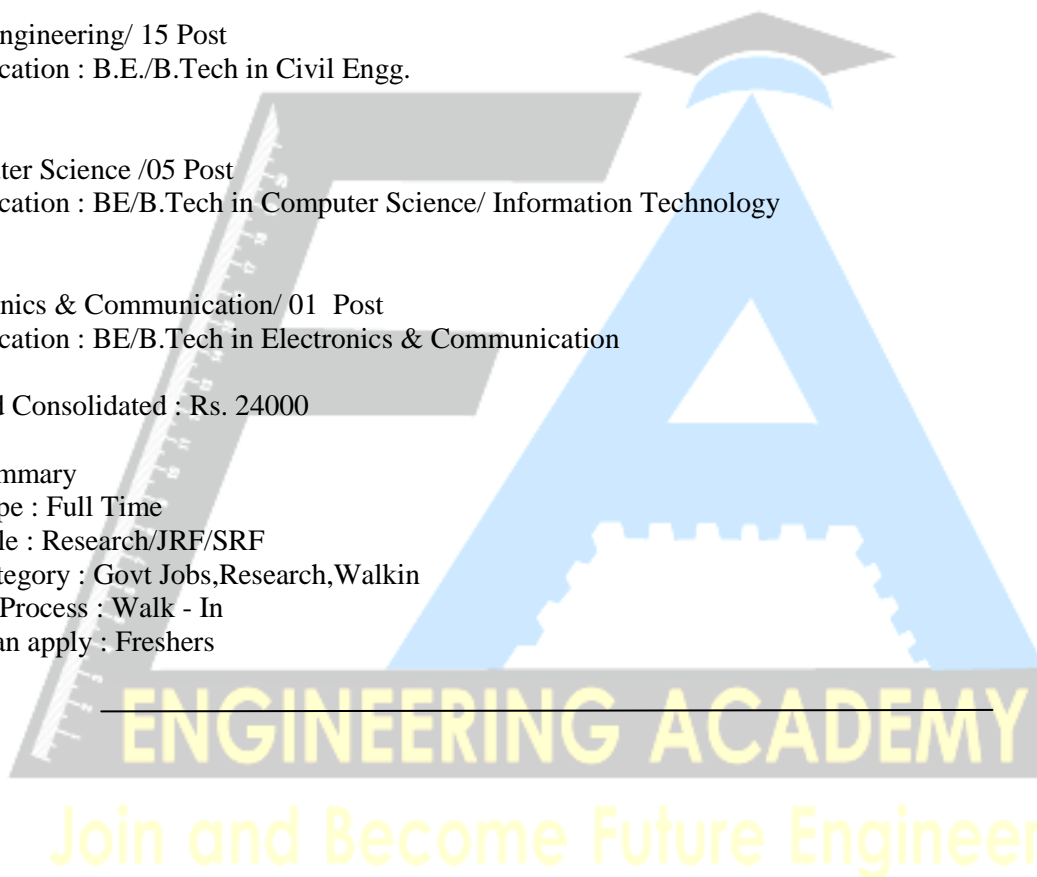 ngineering/ 15 Post
cation : B.E./B.Tech in Civil Engg.
ter Science /05 Post
cation : BE/B.Tech in Computer Science/ Information Technology
nics & Communication/ 01 Post
cation : BE/B.Tech in Electronics & Communication
d Consolidated : Rs. 24000
mmary
pe : Full Time
le : Research/JRF/SRF
tegory : Govt Jobs,Research,Walkin
Process : Walk - In
an apply : Freshers
ENGINEERING ACADEMY
Join and Become Future Engineer